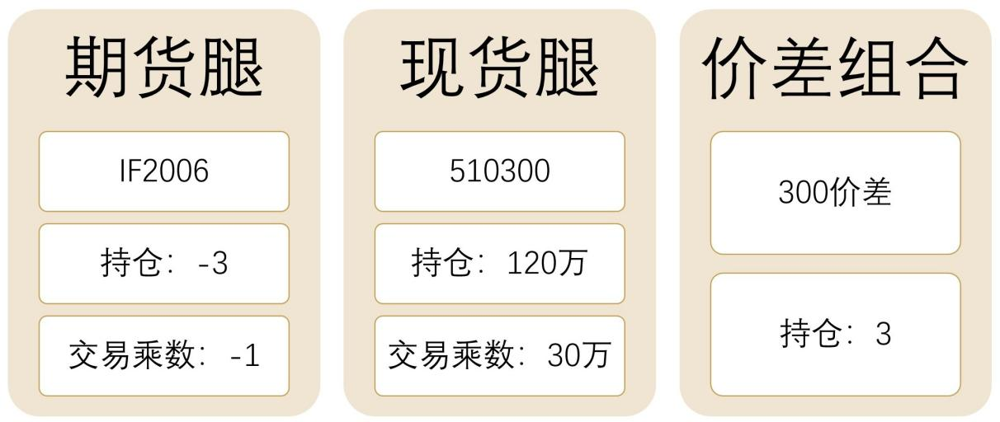 期货腿
IF2006
持仓：-3
交易乘数：-1
现货腿
510300
持仓：120万
交易乘数：30万
价差组合
300价差
持仓：3